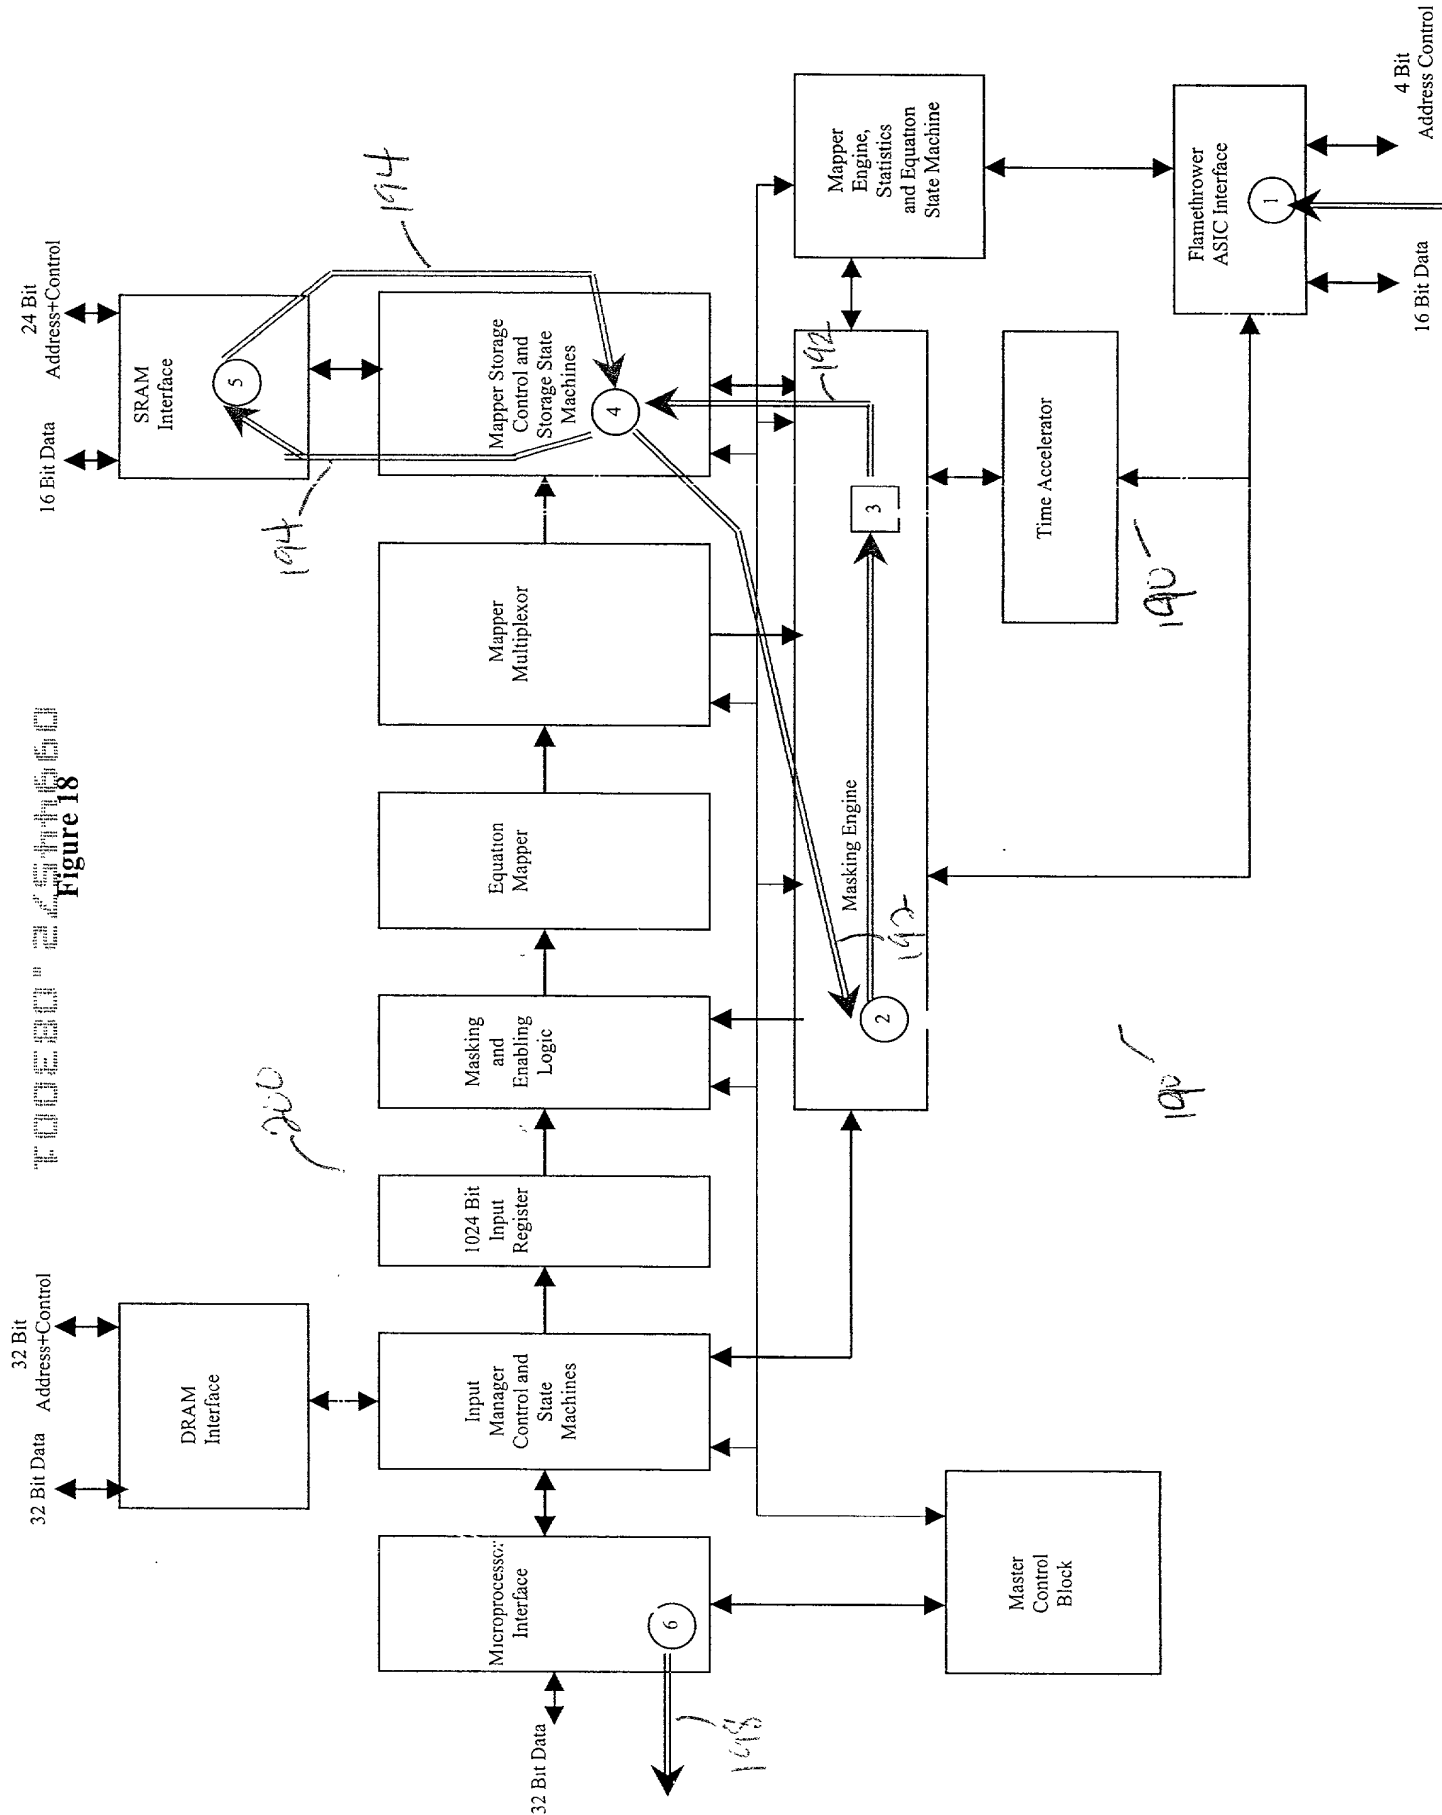 Figure 18
32 Bit Data
32 Bit
Address+Control
16 Bit Data
24 Bit
Address+Control
DRAM
Interface
SRAM
Interface
5
194
194
200
32 Bit Data
Microprocessor
Interface
6
198
Input
Manager
Control and
State
Machines
1024 Bit
Input
Register
Masking
and
Enabling
Logic
Equation
Mapper
Mapper
Multiplexor
Mapper Storage
Control and
Storage State
Machines
4
192
Masking Engine
2
192
3
Mapper
Engine,
Statistics
and Equation
State Machine
Master
Control
Block
Time Accelerator
190
190
Flamethrower
ASIC Interface
1
16 Bit Data
4 Bit
Address Control